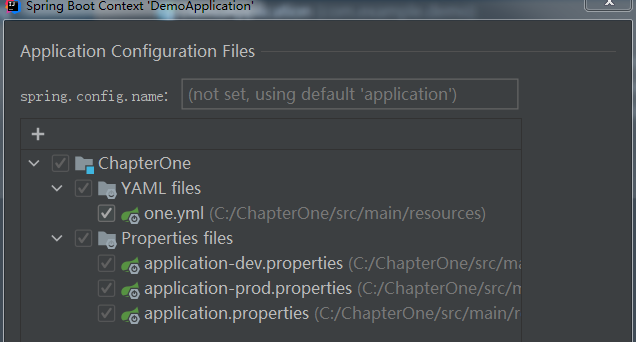 Spring Boot Context 'DemoApplication'
Application Configuration Files
spring.config.name: (not set, using default 'application')
ChapterOne
YAML files
one.yml (C:/ChapterOne/src/main/resources)
Properties files
application-dev.properties (C:/ChapterOne/src/ma
application-prod.properties (C:/ChapterOne/src/m
application.properties (C:/ChapterOne/src/main/r